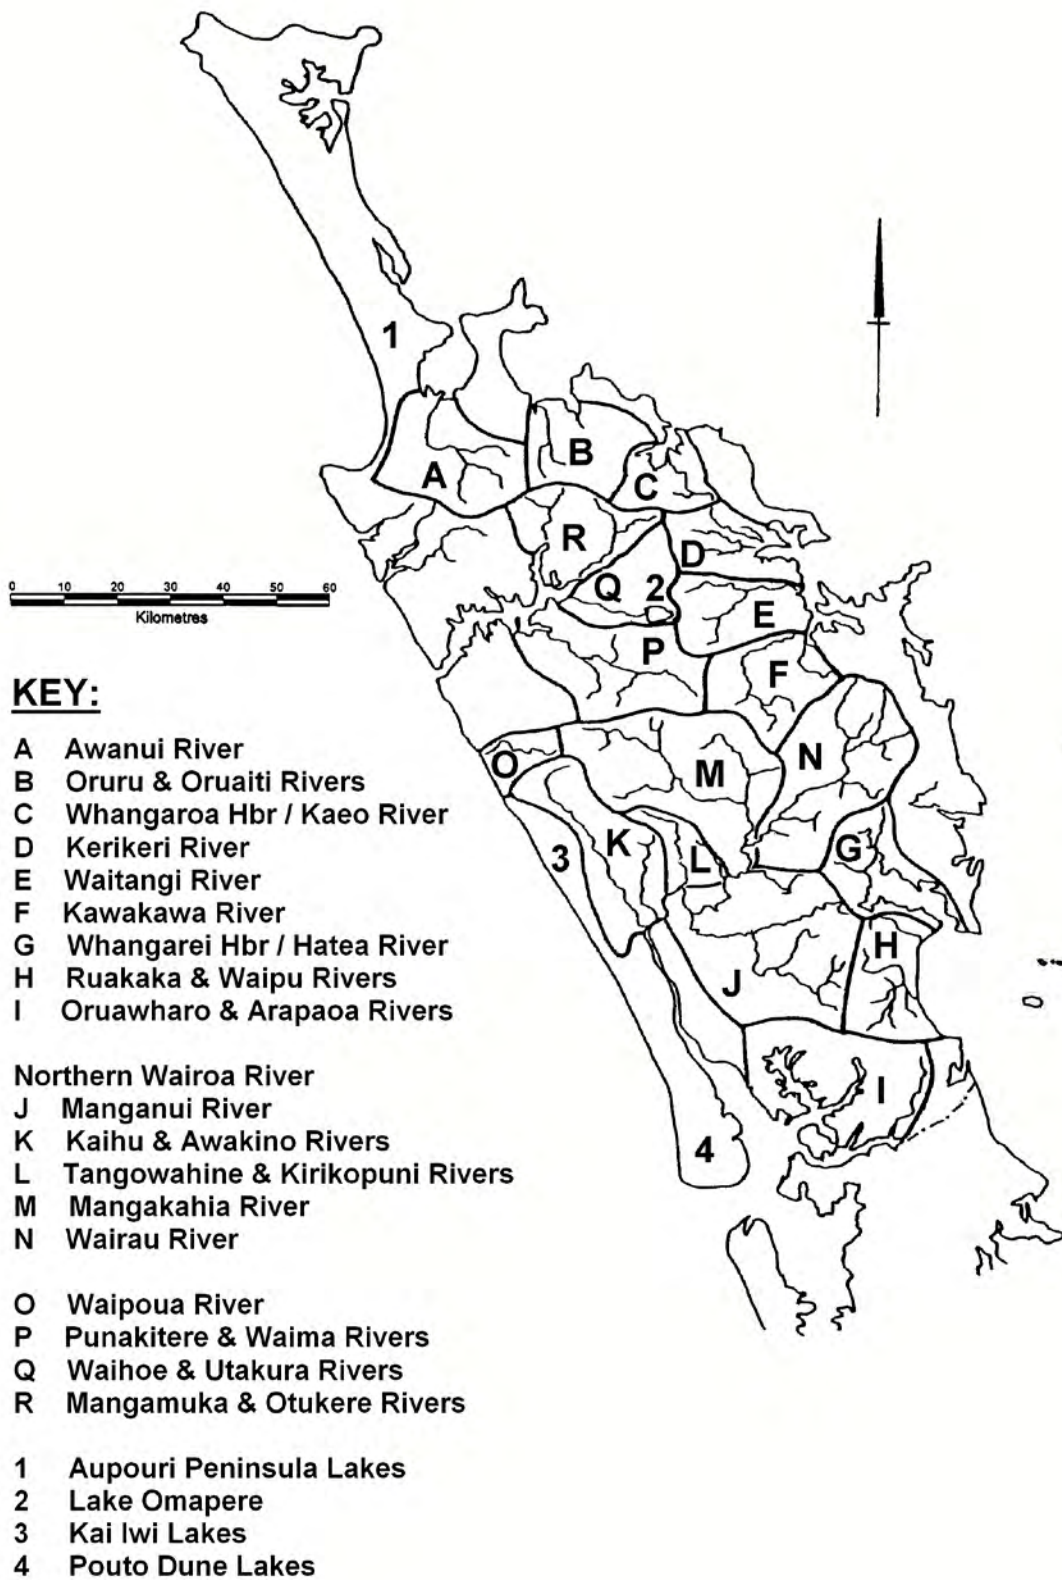 1
A
B
C
R
D
Q
2
E
P
F
0 10 20 30 40 50 60
Kilometres
O
M
N
3
K
L
G
H
J
I
4
KEY:
A Awanui River
B Oruru & Oruaiti Rivers
C Whangaroa Hbr / Kaeo River
D Kerikeri River
E Waitangi River
F Kawakawa River
G Whangarei Hbr / Hatea River
H Ruakaka & Waipu Rivers
I Oruawharo & Arapaoa Rivers
Northern Wairoa River
J Manganui River
K Kaihu & Awakino Rivers
L Tangowahine & Kirikopuni Rivers
M Mangakahia River
N Wairau River
O Waipoua River
P Punakitere & Waima Rivers
Q Waihoe & Utakura Rivers
R Mangamuka & Otukere Rivers
1 Aupouri Peninsula Lakes
2 Lake Omapere
3 Kai Iwi Lakes
4 Pouto Dune Lakes